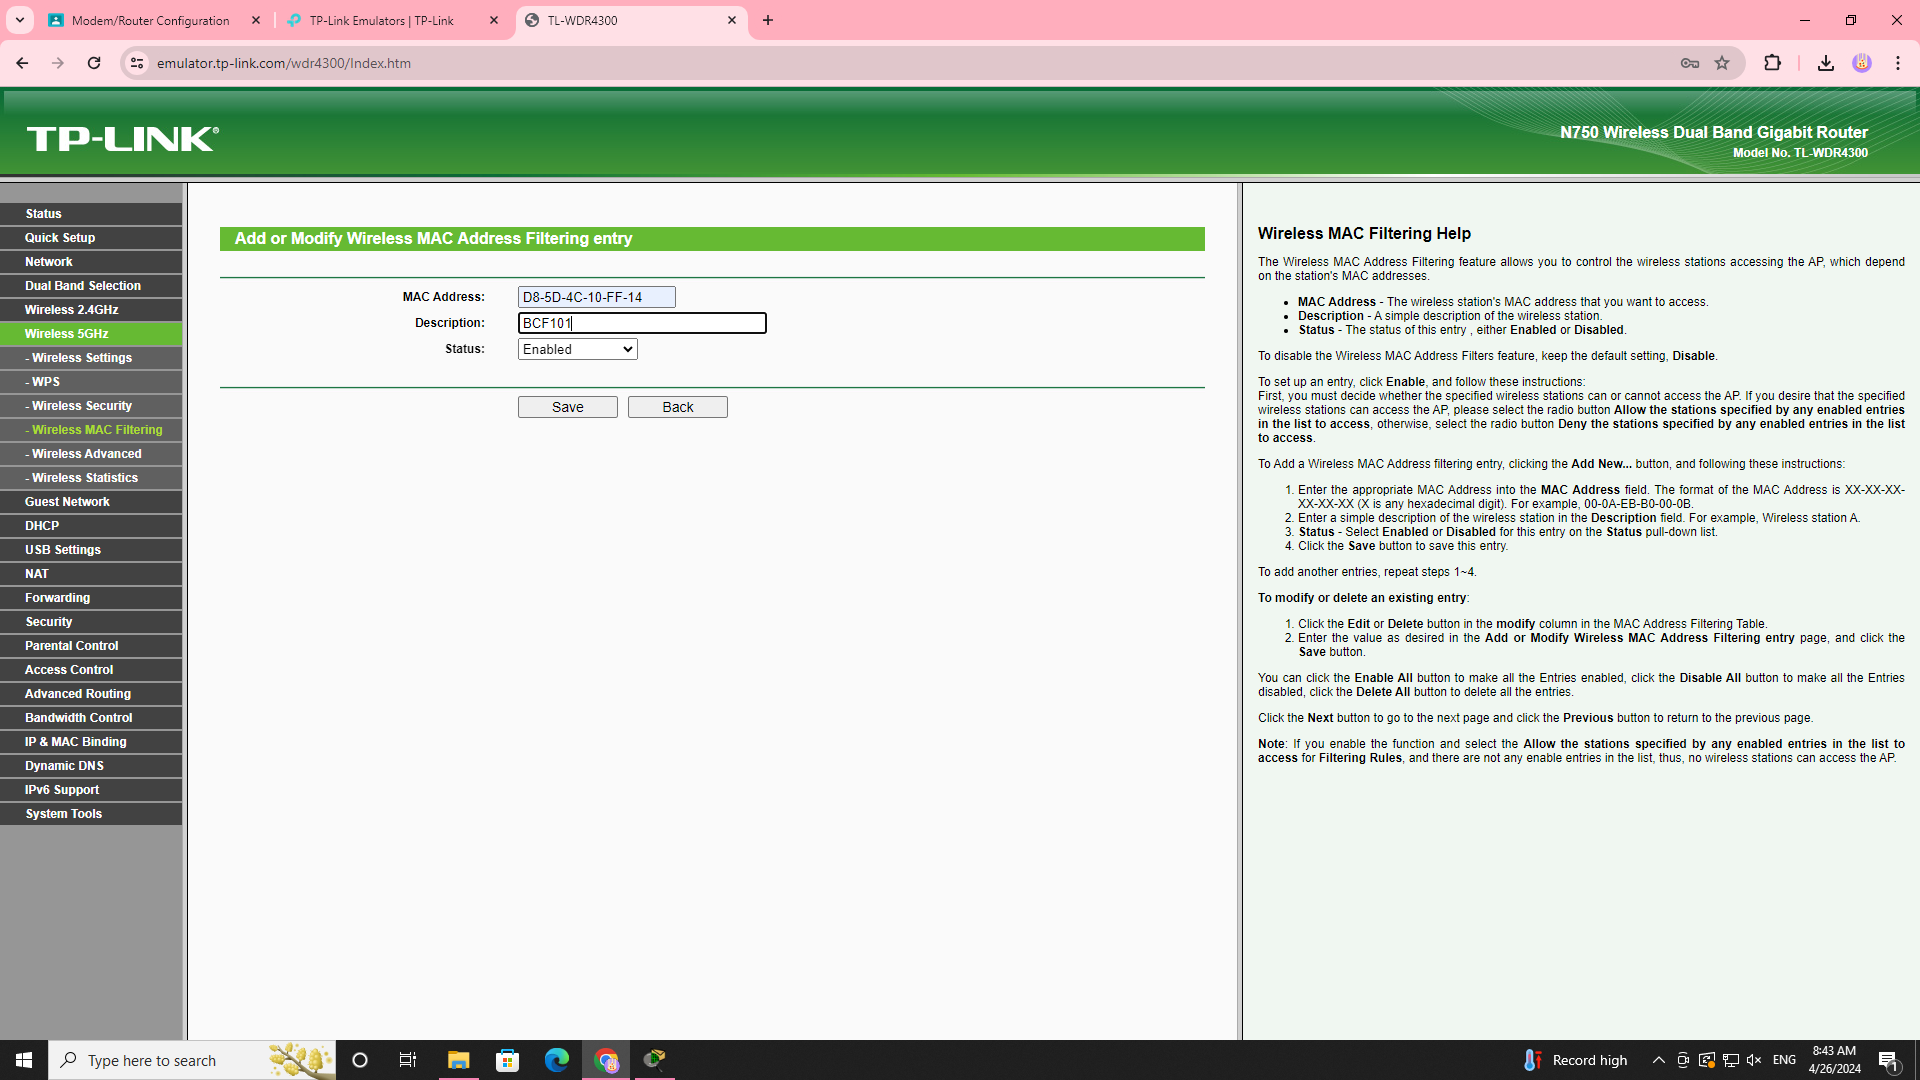 Modem/Router Configuration
TP-Link Emulators | TP-Link
TL-WDR4300
emulator.tp-link.com/wdr4300/Index.htm
TP-LINK®
N750 Wireless Dual Band Gigabit Router
Model No. TL-WDR4300
Status
Quick Setup
Network
Dual Band Selection
Wireless 2.4GHz
Wireless 5GHz
- Wireless Settings
- WPS
- Wireless Security
- Wireless MAC Filtering
- Wireless Advanced
- Wireless Statistics
Guest Network
DHCP
USB Settings
NAT
Forwarding
Security
Parental Control
Access Control
Advanced Routing
Bandwidth Control
IP & MAC Binding
Dynamic DNS
IPv6 Support
System Tools
Add or Modify Wireless MAC Address Filtering entry
MAC Address: D8-5D-4C-10-FF-14
Description: BCF101
Status: Enabled
Save Back
Wireless MAC Filtering Help
The Wireless MAC Address Filtering feature allows you to control the wireless stations accessing the AP, which depend
on the station's MAC addresses.
• MAC Address - The wireless station's MAC address that you want to access.
• Description - A simple description of the wireless station.
• Status - The status of this entry , either Enabled or Disabled.
To disable the Wireless MAC Address Filters feature, keep the default setting, Disable.
To set up an entry, click Enable, and follow these instructions:
First, you must decide whether the specified wireless stations can or cannot access the AP. If you desire that the specified
wireless stations can access the AP, please select the radio button Allow the stations specified by any enabled entries
in the list to access, otherwise, select the radio button Deny the stations specified by any enabled entries in the list
to access.
To Add a Wireless MAC Address filtering entry, clicking the Add New... button, and following these instructions:
1. Enter the appropriate MAC Address into the MAC Address field. The format of the MAC Address is XX-XX-XX-
XX-XX-XX (X is any hexadecimal digit). For example, 00-0A-EB-B0-00-0B.
2. Enter a simple description of the wireless station in the Description field. For example, Wireless station A.
3. Status - Select Enabled or Disabled for this entry on the Status pull-down list.
4. Click the Save button to save this entry.
To add another entries, repeat steps 1~4.
To modify or delete an existing entry:
1. Click the Edit or Delete button in the modify column in the MAC Address Filtering Table.
2. Enter the value as desired in the Add or Modify Wireless MAC Address Filtering entry page, and click the
Save button.
You can click the Enable All button to make all the Entries enabled, click the Disable All button to make all the Entries
disabled, click the Delete All button to delete all the entries.
Click the Next button to go to the next page and click the Previous button to return to the previous page.
Note: If you enable the function and select the Allow the stations specified by any enabled entries in the list to
access for Filtering Rules, and there are not any enable entries in the list, thus, no wireless stations can access the AP.
Type here to search
Record high
ENG
8:43 AM
4/26/2024
1